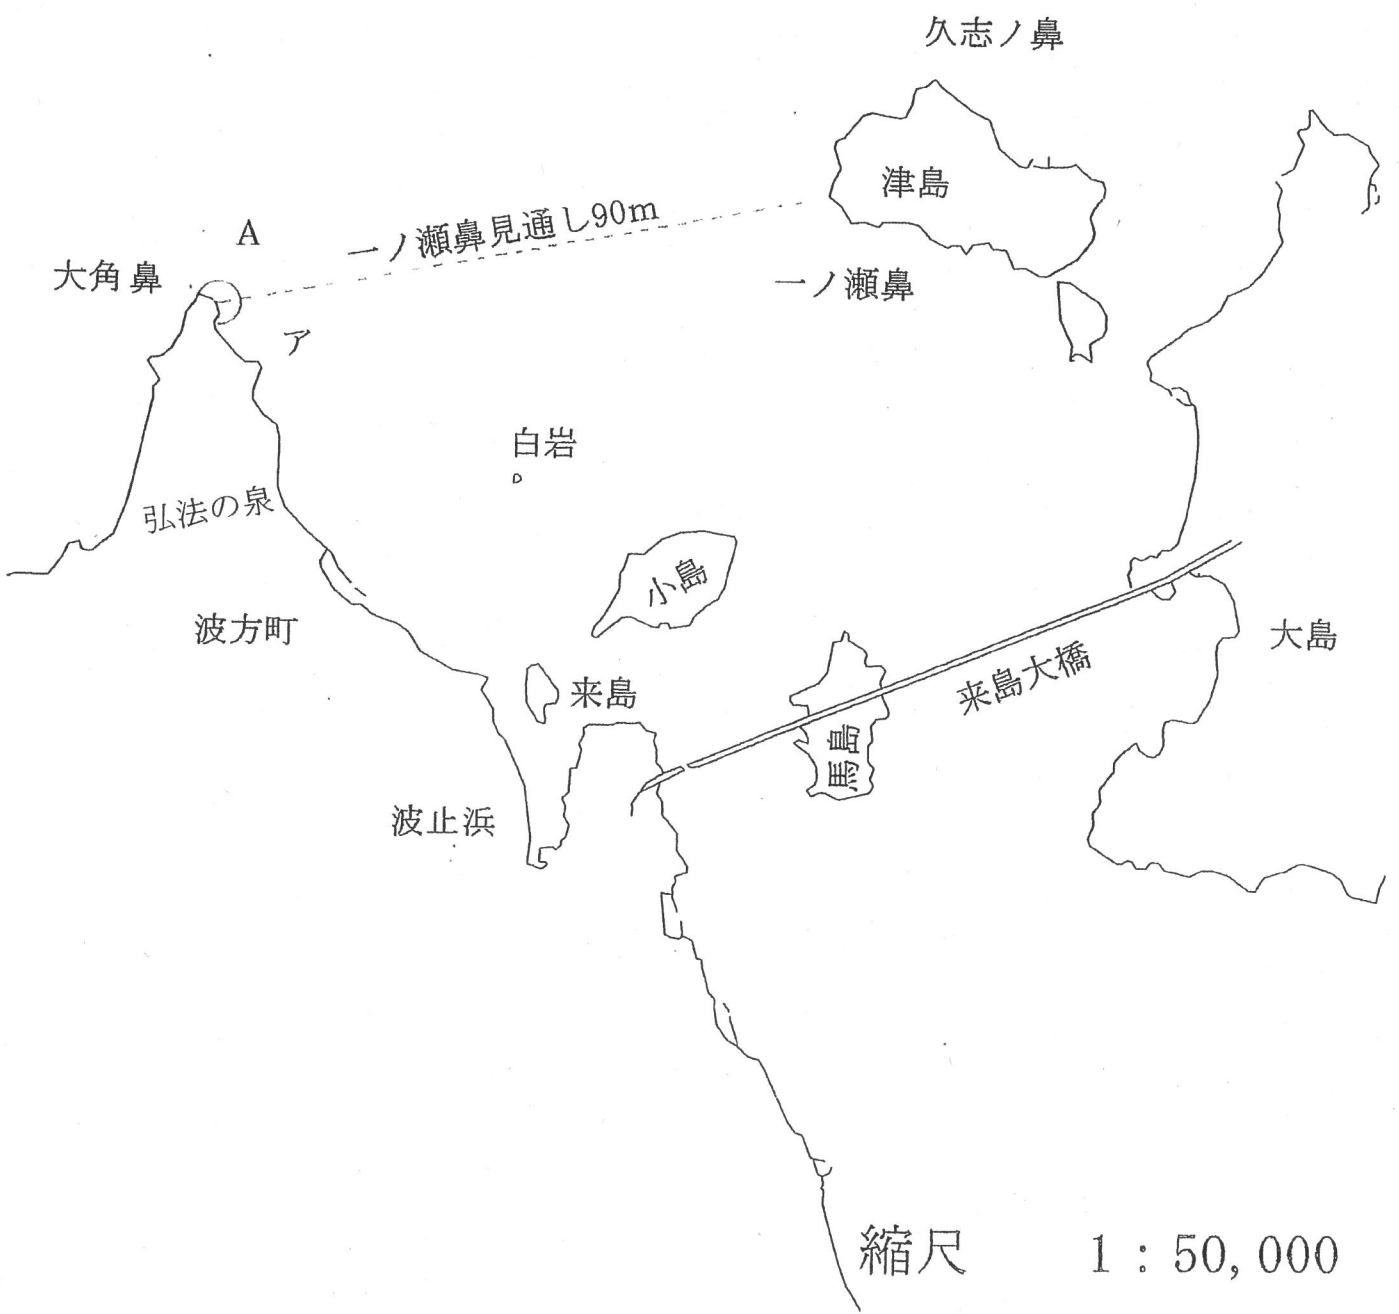 久志ノ鼻
津島
A
一ノ瀬鼻見通し90m
大角鼻
一ノ瀬鼻
ア
白岩
弘法の泉
小島
波方町
大島
来島大橋
来島
馬島
波止浜
縮尺 1:50,000